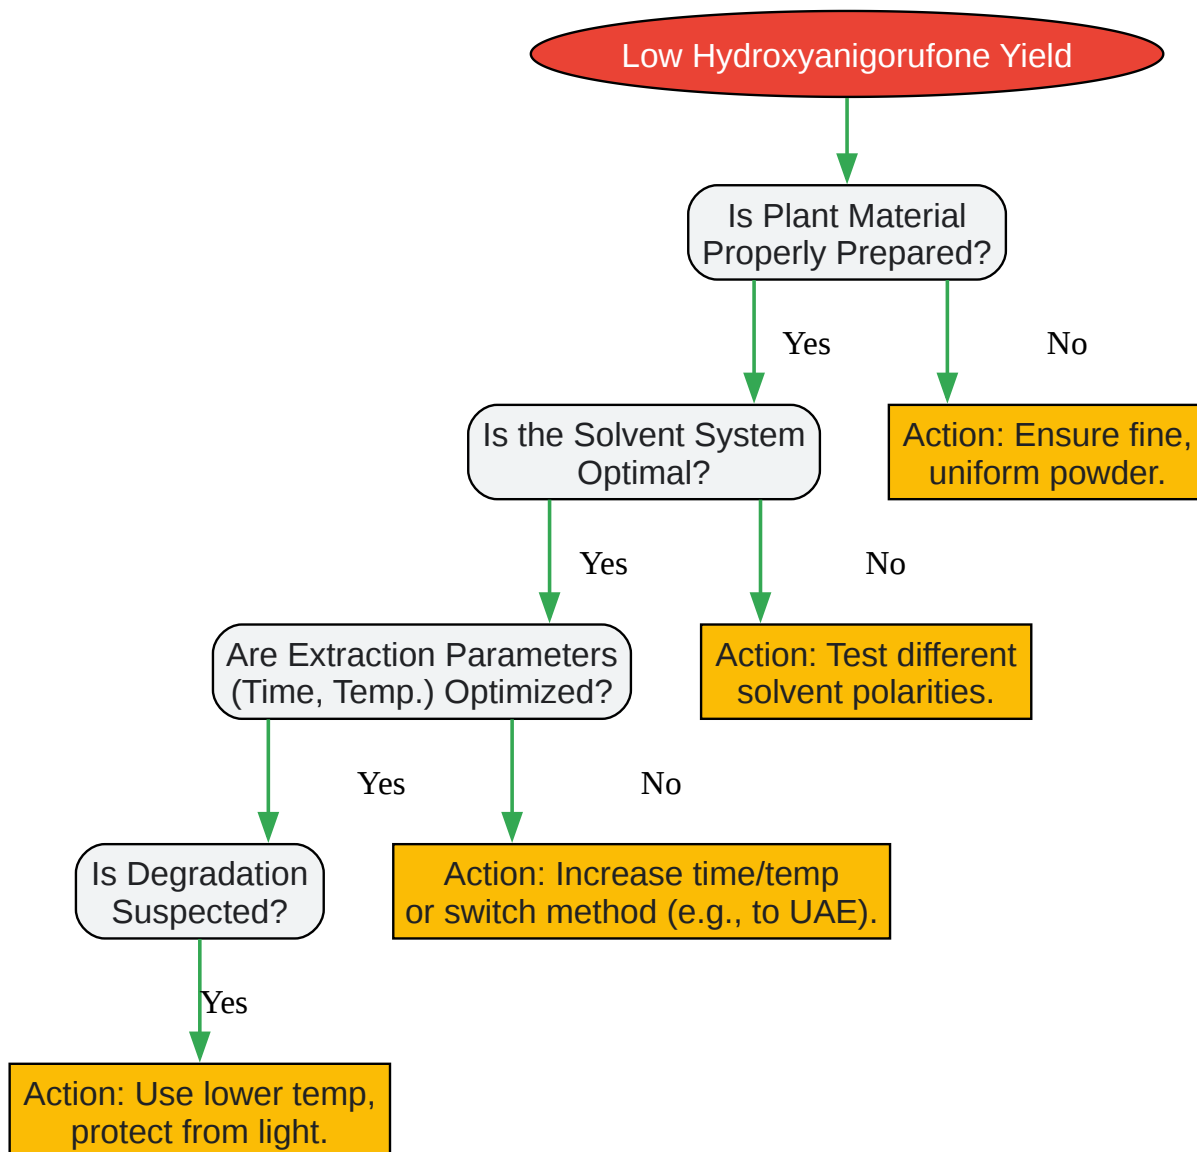 Low Hydroxyanigorufone Yield
Is Plant Material
Properly Prepared?
Yes
No
Is the Solvent System
Optimal?
Action: Ensure fine,
uniform powder.
Yes
No
Are Extraction Parameters
(Time, Temp.) Optimized?
Action: Test different
solvent polarities.
Yes
No
Is Degradation
Suspected?
Action: Increase time/temp
or switch method (e.g., to UAE).
Yes
Action: Use lower temp,
protect from light.